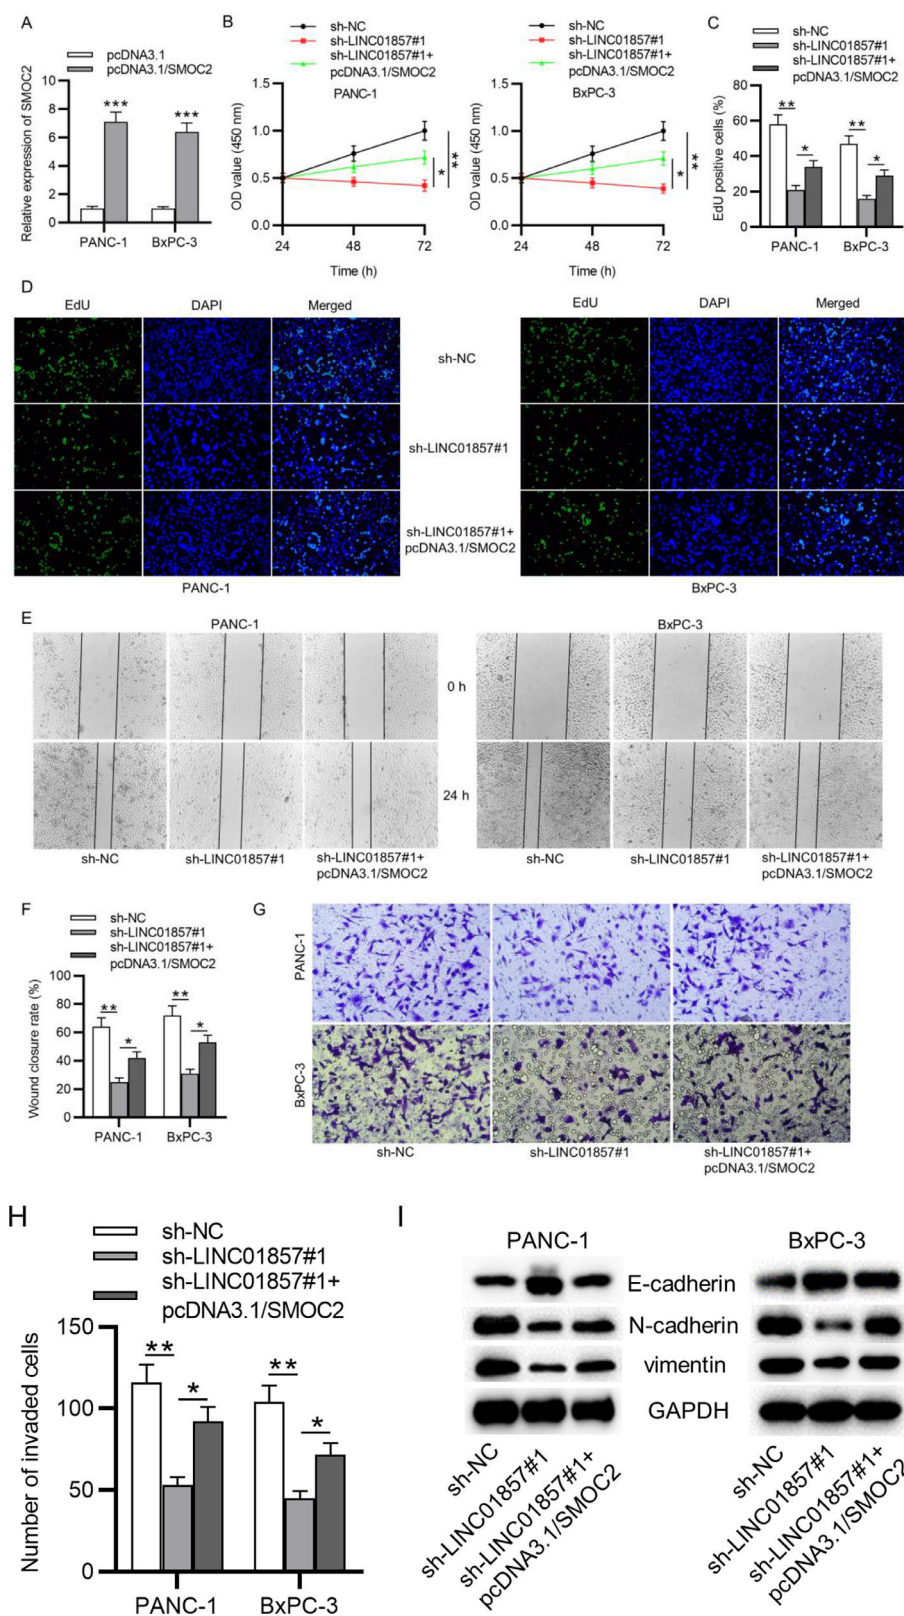 A
pcDNA3.1
pcDNA3.1/SMOC2
Relative expression of SMOC2
10
8
6
4
2
0
***
***
PANC-1
BxPC-3
B
sh-NC
sh-LINC01857#1
sh-LINC01857#1+
pcDNA3.1/SMOC2
PANC-1
OD value (450 nm)
1.5
1.0
0.5
0.0
*
**
24
48
72
Time (h)
sh-NC
sh-LINC01857#1
sh-LINC01857#1+
pcDNA3.1/SMOC2
BxPC-3
OD value (450 nm)
1.5
1.0
0.5
0.0
*
**
24
48
72
Time (h)
C
sh-NC
sh-LINC01857#1
sh-LINC01857#1+
pcDNA3.1/SMOC2
EdU positive cells (%)
80
60
40
20
0
**
*
**
*
PANC-1
BxPC-3
D
EdU
DAPI
Merged
EdU
DAPI
Merged
sh-NC
sh-LINC01857#1
sh-LINC01857#1+
pcDNA3.1/SMOC2
PANC-1
BxPC-3
E
PANC-1
BxPC-3
0 h
24 h
sh-NC
sh-LINC01857#1
sh-LINC01857#1+
pcDNA3.1/SMOC2
sh-NC
sh-LINC01857#1
sh-LINC01857#1+
pcDNA3.1/SMOC2
F
sh-NC
sh-LINC01857#1
sh-LINC01857#1+
pcDNA3.1/SMOC2
Wound closure rate (%)
100
80
60
40
20
0
**
*
**
*
PANC-1
BxPC-3
G
PANC-1
BxPC-3
sh-NC
sh-LINC01857#1
sh-LINC01857#1+
pcDNA3.1/SMOC2
H
sh-NC
sh-LINC01857#1
sh-LINC01857#1+
pcDNA3.1/SMOC2
Number of invaded cells
150
100
50
0
**
*
**
*
PANC-1
BxPC-3
I
PANC-1
BxPC-3
E-cadherin
N-cadherin
vimentin
GAPDH
sh-NC
sh-LINC01857#1
sh-LINC01857#1+
pcDNA3.1/SMOC2
sh-NC
sh-LINC01857#1
sh-LINC01857#1+
pcDNA3.1/SMOC2